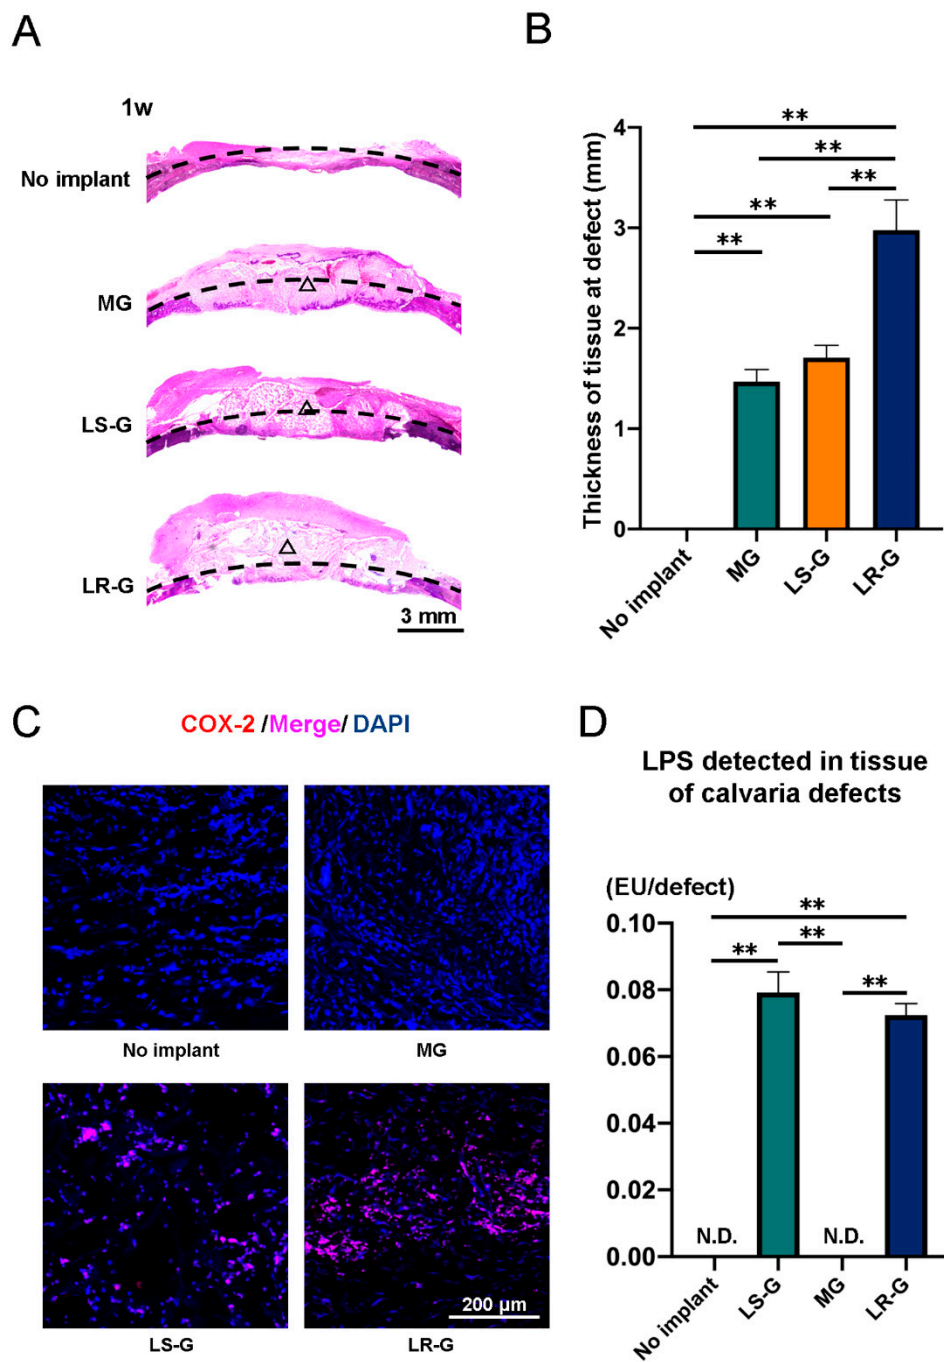 A
1w
No implant
MG
LS-G
LR-G
3 mm
B
Thickness of tissue at defect (mm)
4
3
2
1
0
**
**
**
**
**
No implant
MG
LS-G
LR-G
C
COX-2 /Merge/ DAPI
No implant
MG
LS-G
LR-G
200 µm
D
LPS detected in tissue
of calvaria defects
(EU/defect)
0.10
0.08
0.06
0.04
0.02
0.00
**
**
**
**
N.D.
N.D.
No implant
LS-G
MG
LR-G